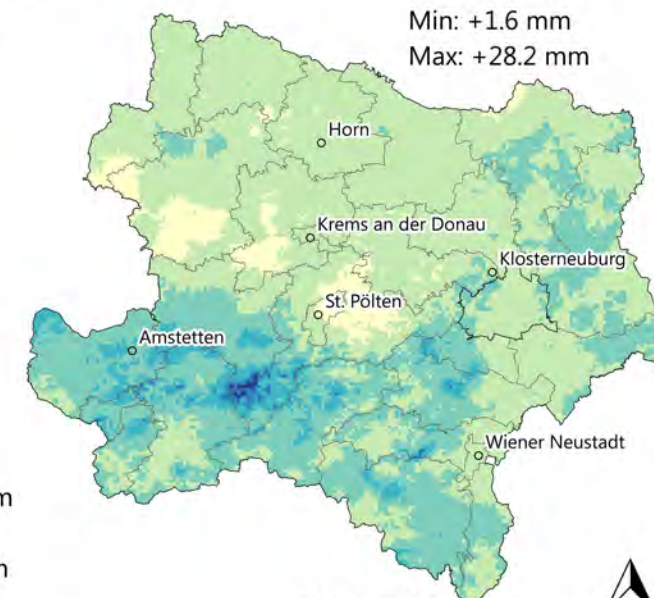 Min: +1.6 mm
Max: +28.2 mm
Horn
Krems an der Donau
Klosterneuburg
St. Pölten
Amstetten
Wiener Neustadt